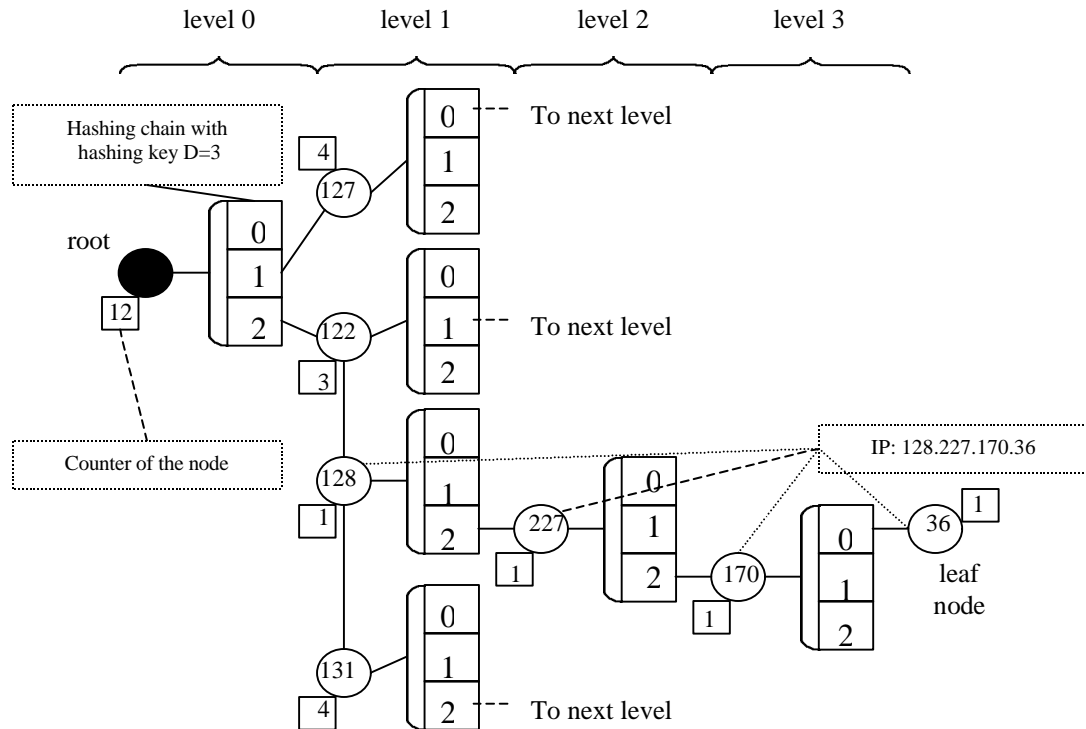 level 0
level 1
level 2
level 3
Hashing chain with
hashing key D=3
root
12
0
1
2
Counter of the node
4
127
0
1
2
To next level
122
3
0
1
2
To next level
128
1
0
1
2
227
1
0
1
2
170
1
0
1
2
36
1
leaf
node
IP: 128.227.170.36
131
4
0
1
2
To next level